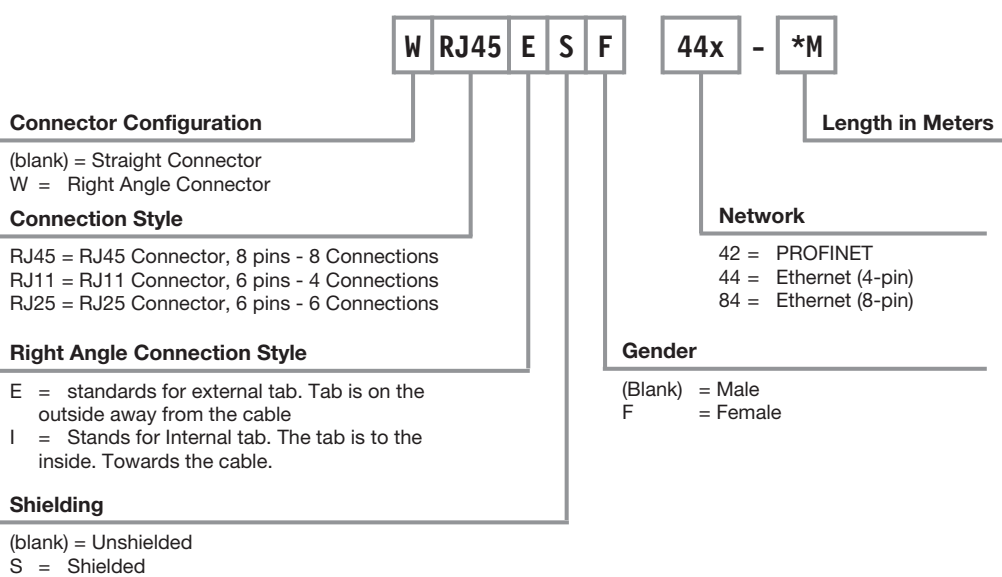 W RJ45 E S F 44x - *M
Connector Configuration
(blank) = Straight Connector
W = Right Angle Connector
Connection Style
RJ45 = RJ45 Connector, 8 pins - 8 Connections
RJ11 = RJ11 Connector, 6 pins - 4 Connections
RJ25 = RJ25 Connector, 6 pins - 6 Connections
Right Angle Connection Style
E = standards for external tab. Tab is on the
outside away from the cable
I = Stands for Internal tab. The tab is to the
inside. Towards the cable.
Shielding
(blank) = Unshielded
S = Shielded
Length in Meters
Network
42 = PROFINET
44 = Ethernet (4-pin)
84 = Ethernet (8-pin)
Gender
(Blank) = Male
F = Female